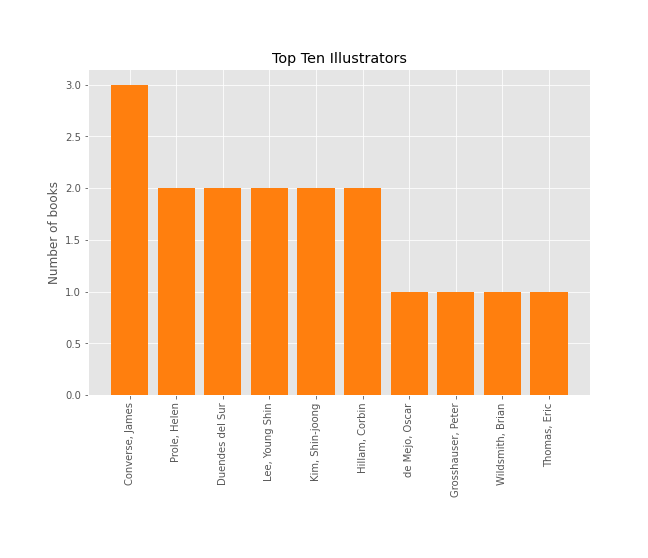 Top Ten Illustrators
Number of books
3.0
2.5
2.0
1.5
1.0
0.5
0.0
Converse, James
Prole, Helen
Duendes del Sur
Lee, Young Shin
Kim, Shin-joong
Hillam, Corbin
de Mejo, Oscar
Grosshauser, Peter
Wildsmith, Brian
Thomas, Eric